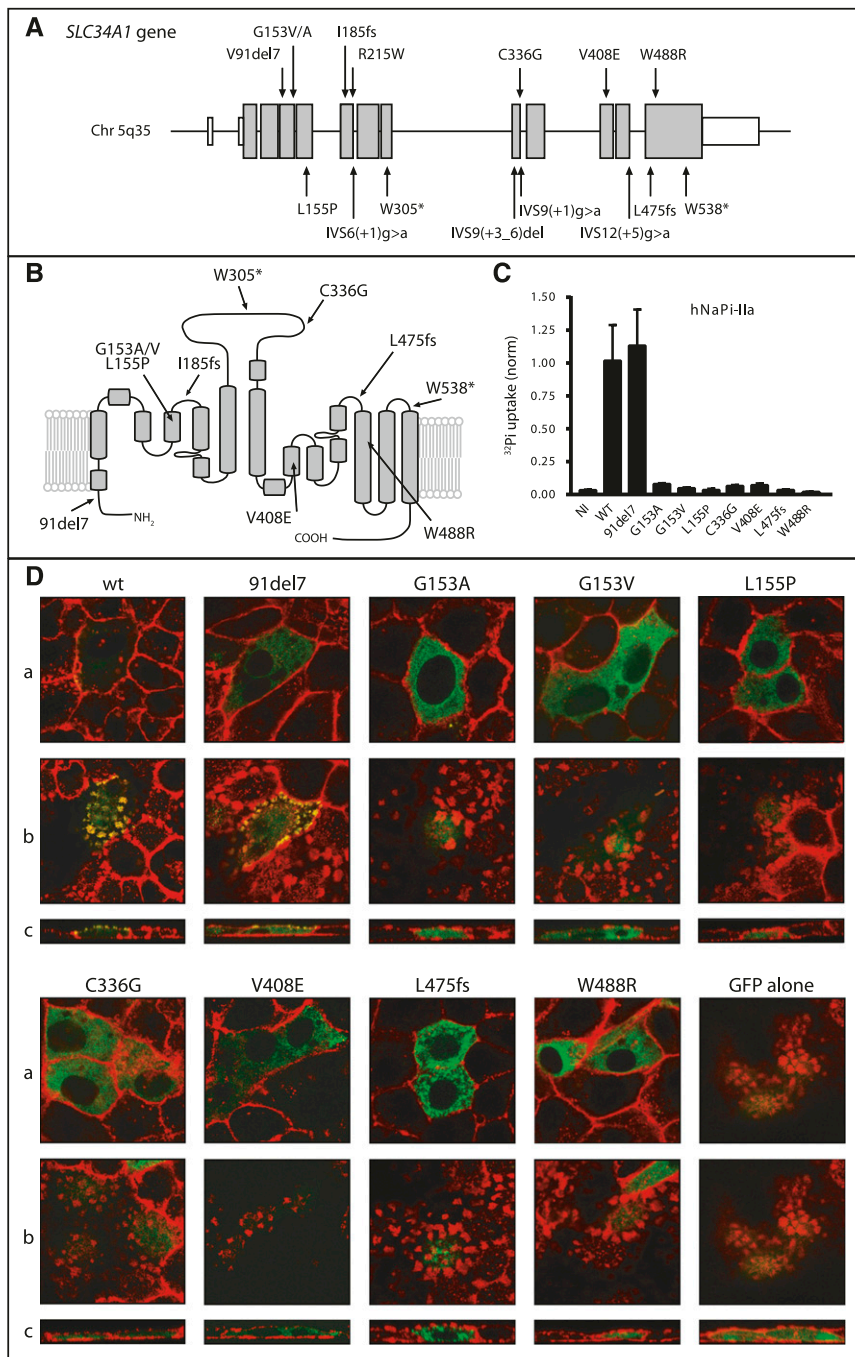 A
SLC34A1 gene
G153V/A
I185fs
V91del7
R215W
C336G
V408E
W488R
Chr 5q35
L155P
W305*
IVS9(+1)g>a
L475fs
W538*
IVS6(+1)g>a
IVS9(+3_6)del
IVS12(+5)g>a
B
W305*
C336G
G153A/V
L155P
I185fs
L475fs
W538*
91del7
NH2
V408E
COOH
W488R
C
hNaPi-IIa
32Pi uptake (norm)
1.50
1.25
1.00
0.75
0.50
0.25
0.00
NI
WT
91del7
G153A
G153V
L155P
C336G
V408E
L475fs
W488R
D
wt
91del7
G153A
G153V
L155P
a
b
c
C336G
V408E
L475fs
W488R
GFP alone
a
b
c